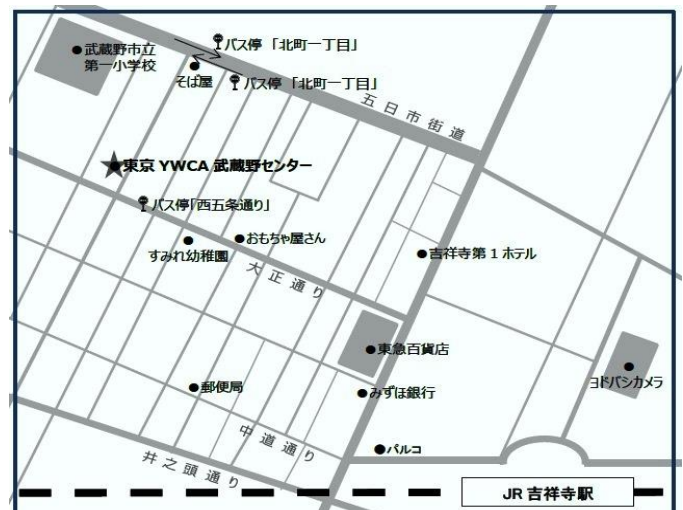 武蔵野市立
第一小学校
バス停 「北町一丁目」
そば屋
バス停 「北町一丁目」
五日市街道
東京 YWCA 武蔵野センター
バス停「西五条通り」
すみれ幼稚園
おもちゃ屋さん
大正通り
吉祥寺第1ホテル
東急百貨店
ヨドバシカメラ
郵便局
みずほ銀行
中道通り
パルコ
井之頭通り
JR 吉祥寺駅